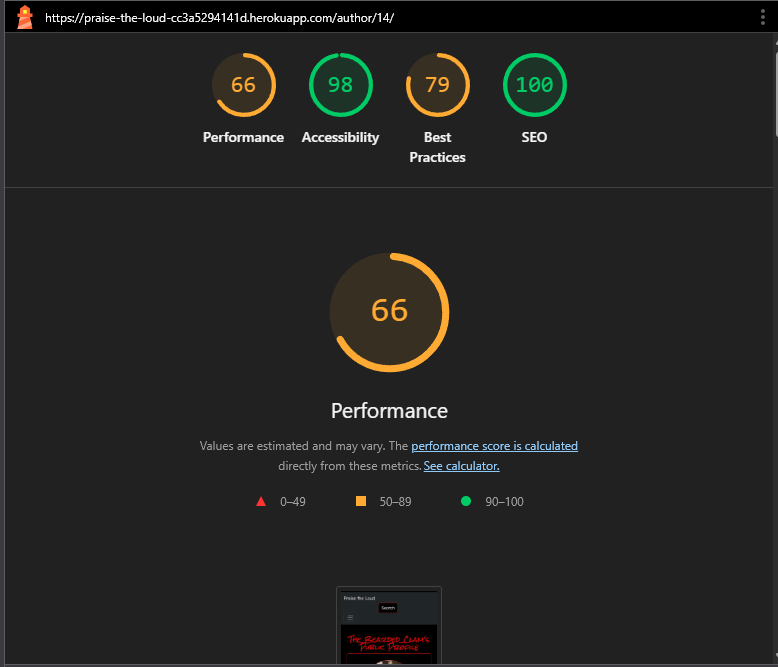 https://praise-the-loud-cc3a5294141d.herokuapp.com/author/14/
66
98
79
100
Performance
Accessibility
Best
Practices
SEO
66
Performance
Values are estimated and may vary. The performance score is calculated
directly from these metrics. See calculator.
0–49
50–89
90–100
Praise the Loud
Search
The Bearded Clam's
Public Profile